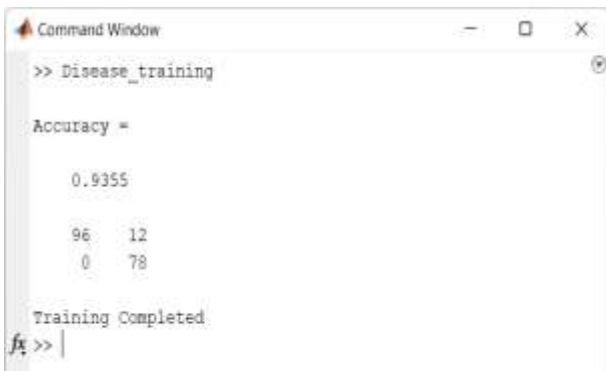 Command Window
>> Disease_training
Accuracy =
0.9355
96 12
0 78
Training Completed
fx >>